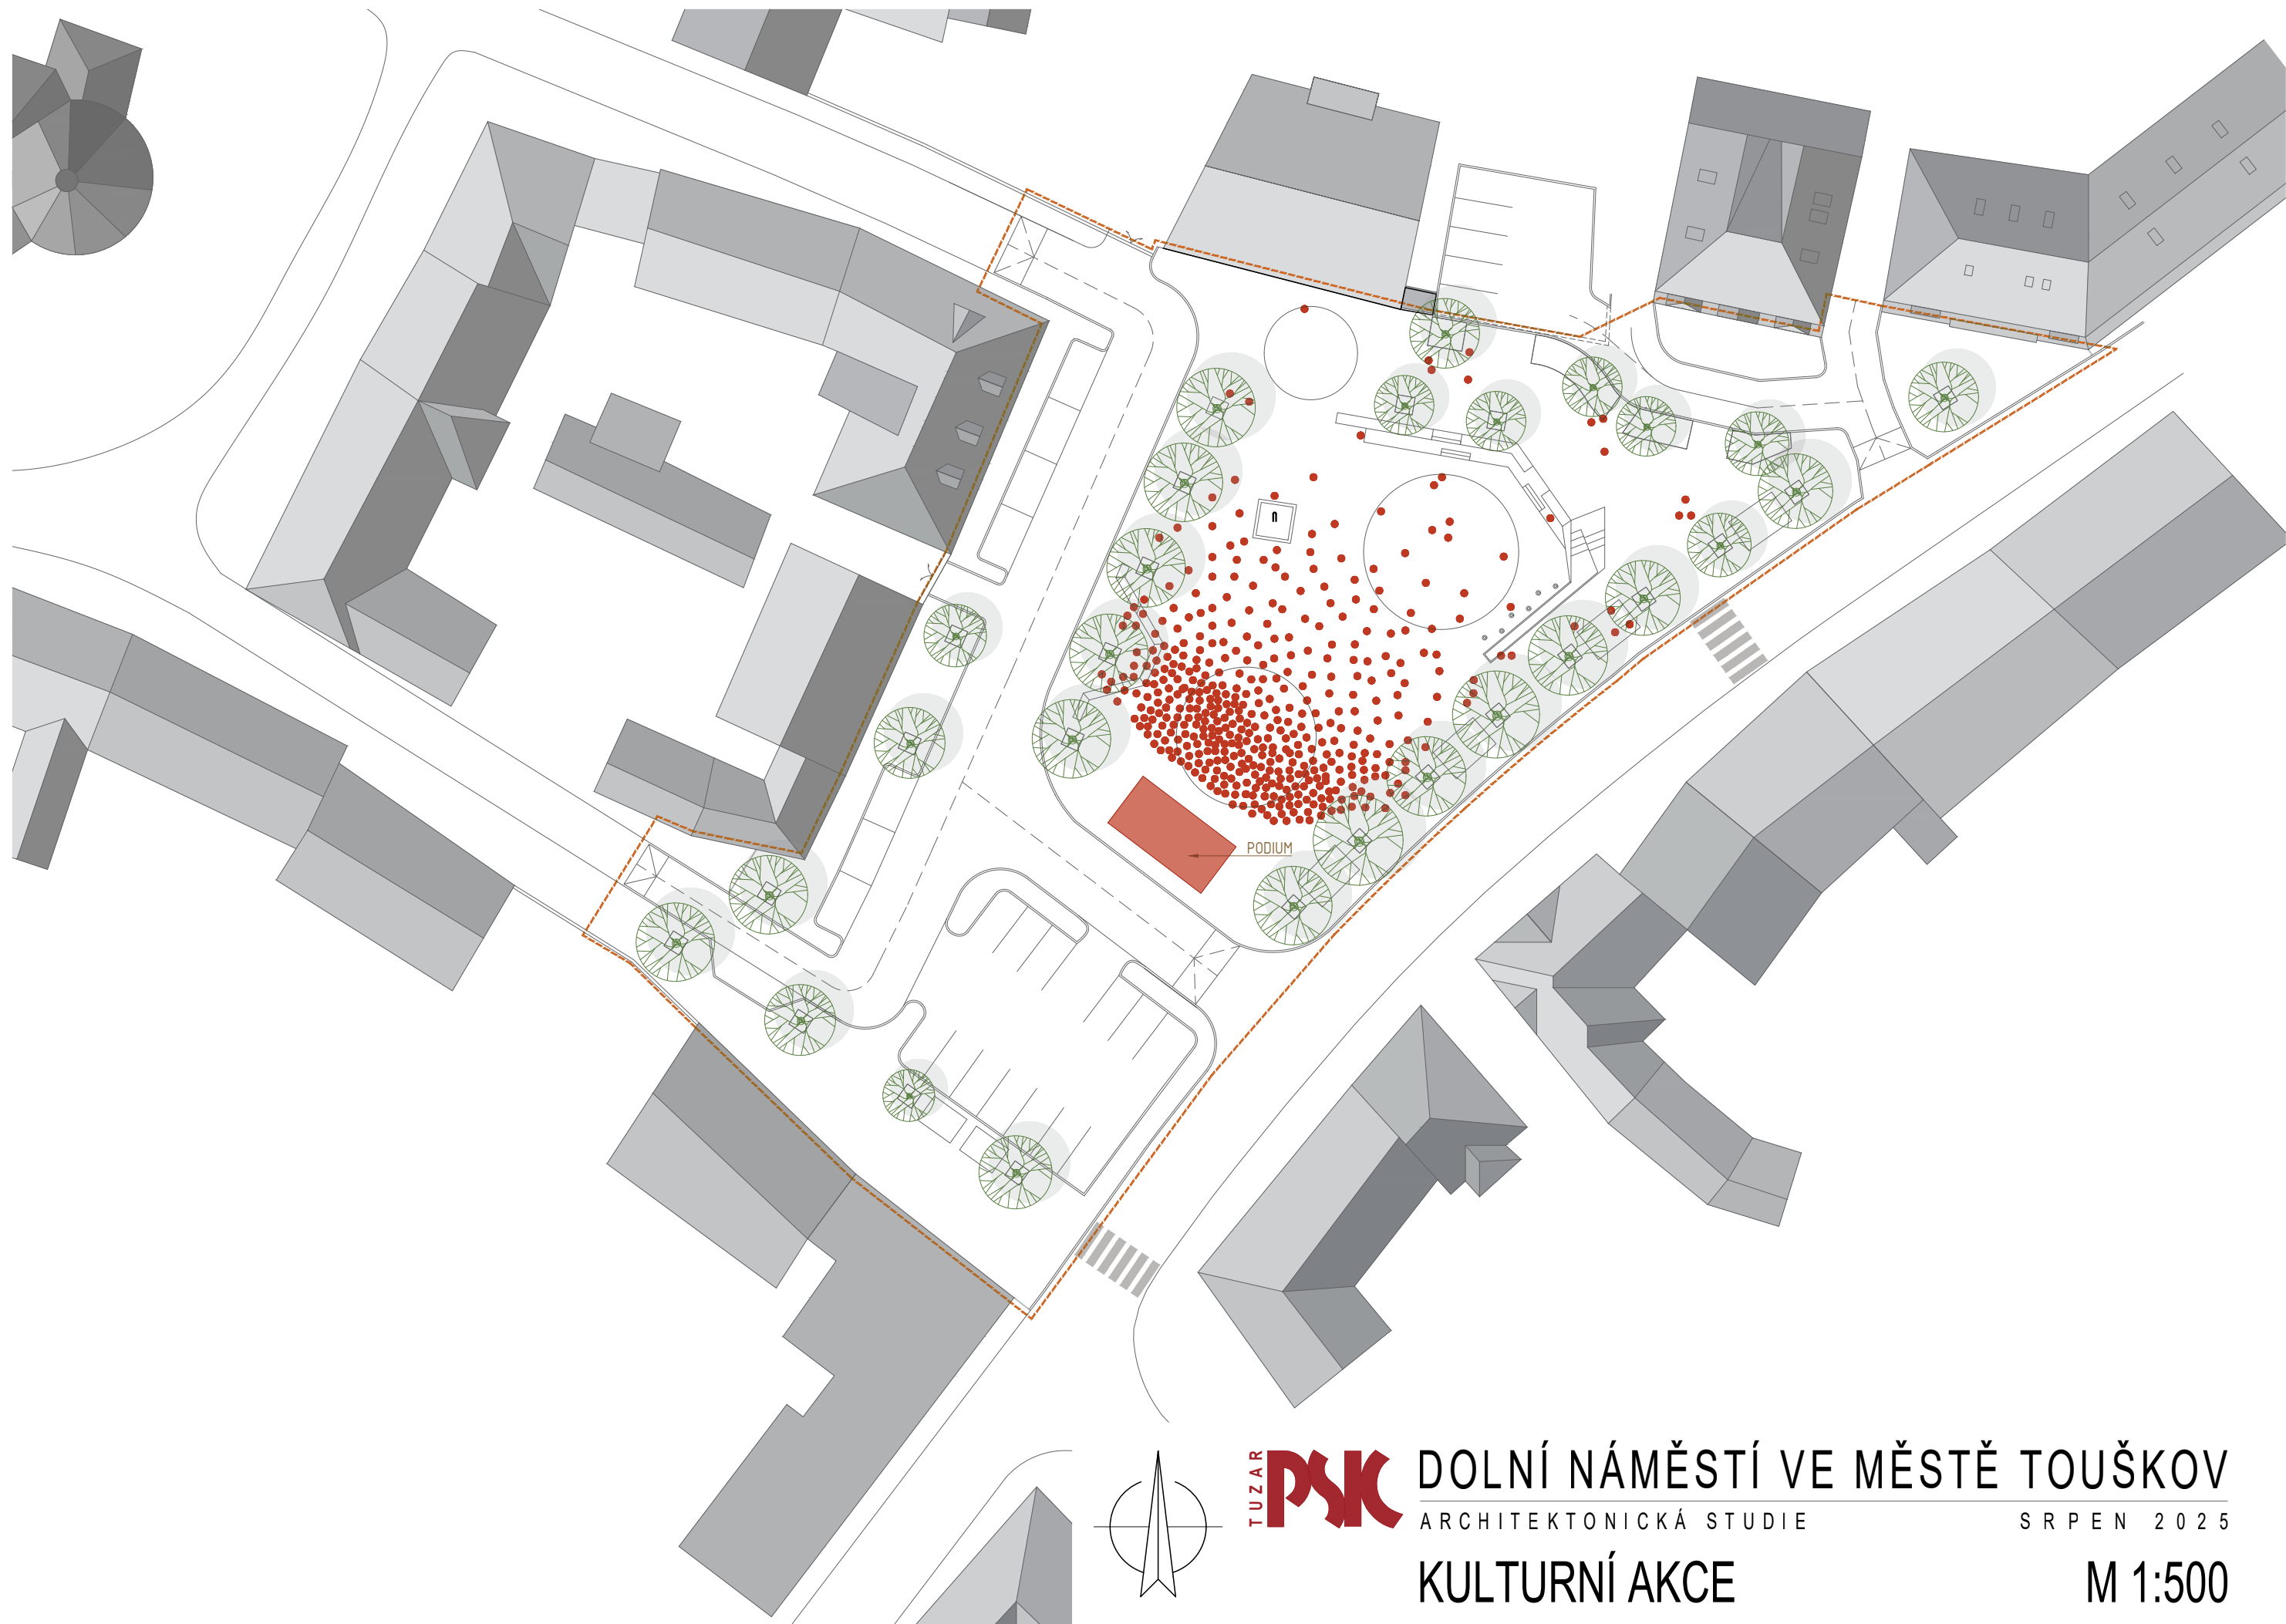 PODIUM
TUZAR
PSK
DOLNÍ NÁMĚSTÍ VE MĚSTĚ TOUŠKOV
ARCHITEKTONICKÁ STUDIE SRPEN 2025
KULTURNÍ AKCE M 1:500